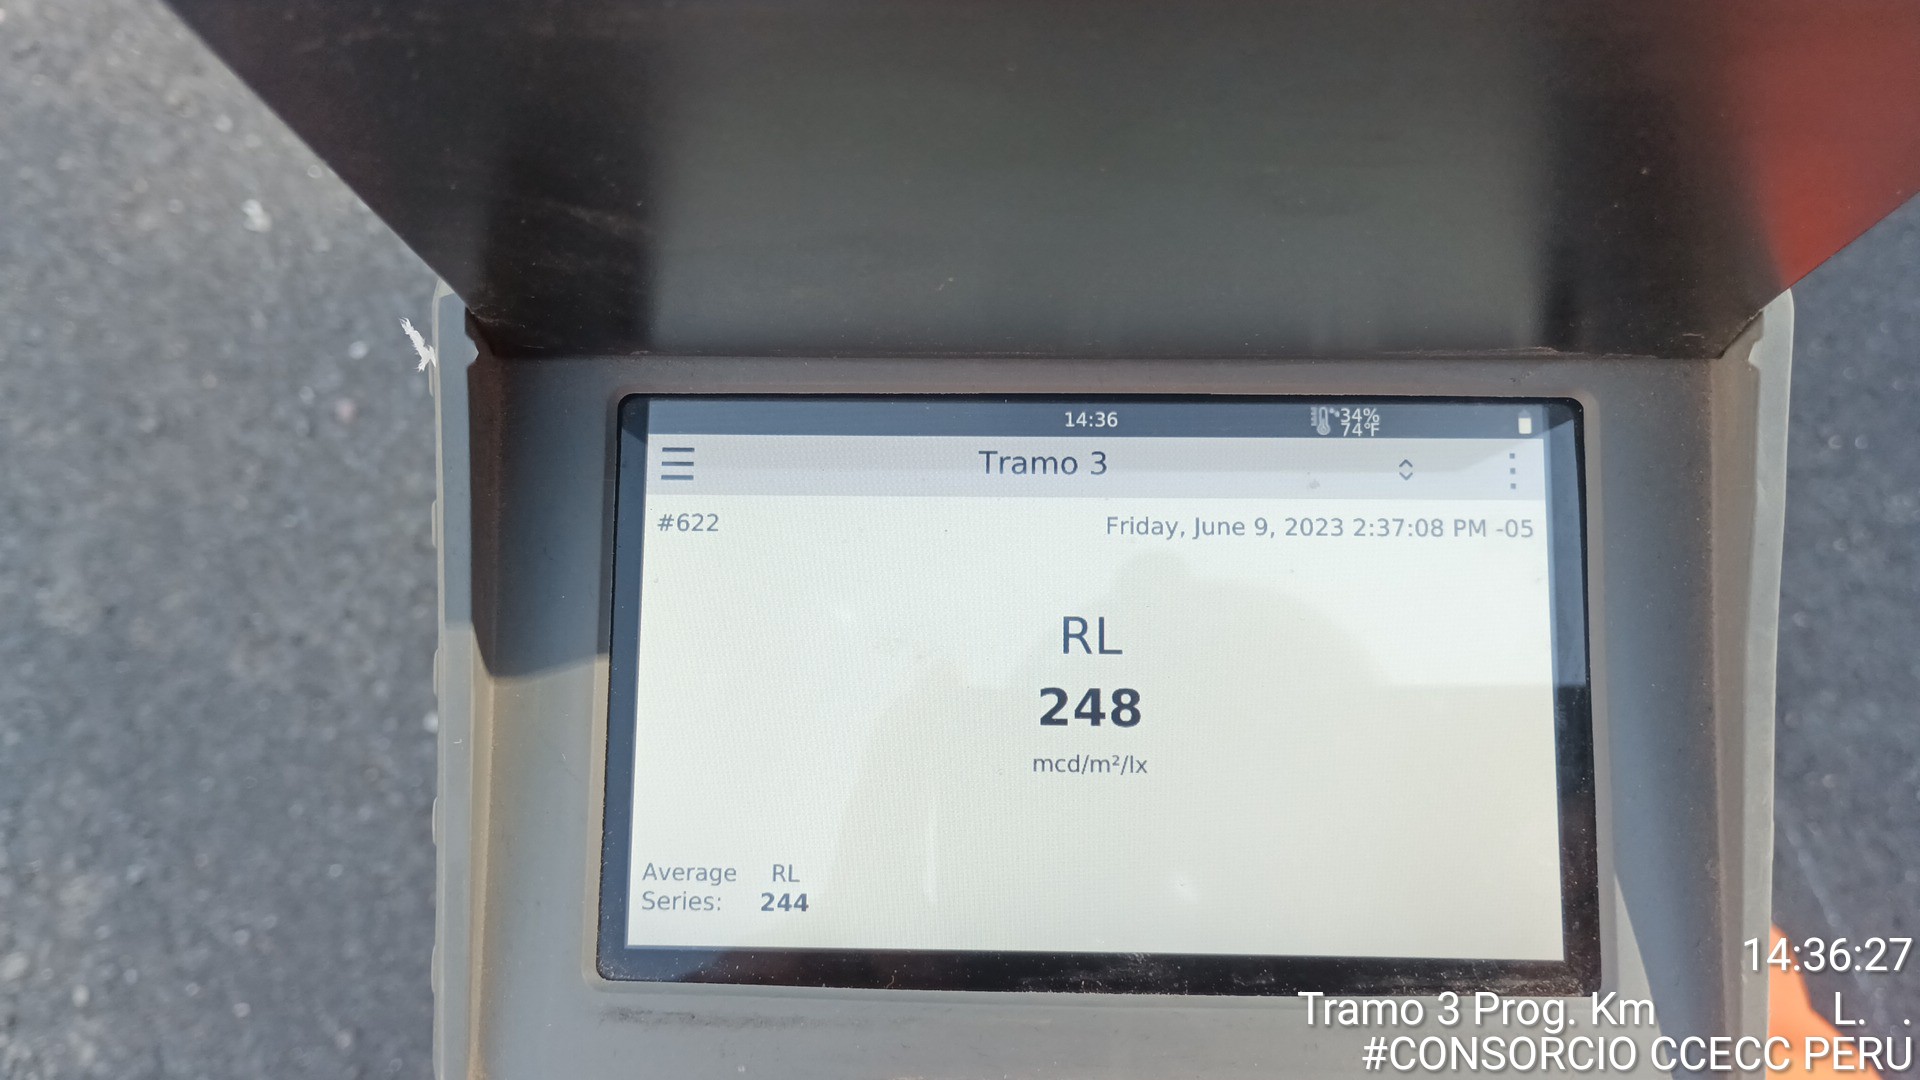 14:36
34%
74°F
Tramo 3
#622
Friday, June 9, 2023 2:37:08 PM -05
RL
248
mcd/m²/lx
Average RL
Series: 244
14:36:27
Tramo 3 Prog. Km L. .
#CONSORCIO CCECC PERU